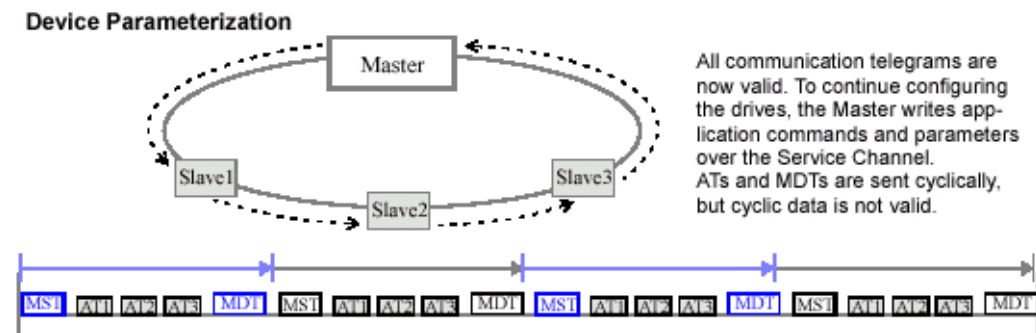 Device Parameterization
Master
Slave1
Slave2
Slave3
All communication telegrams are
now valid. To continue configuring
the drives, the Master writes app-
lication commands and parameters
over the Service Channel.
ATs and MDTs are sent cyclically,
but cyclic data is not valid.
MST AT1 AT2 AT3 MDT MST AT1 AT2 AT3 MDT MST AT1 AT2 AT3 MDT MST AT1 AT2 AT3 MDT